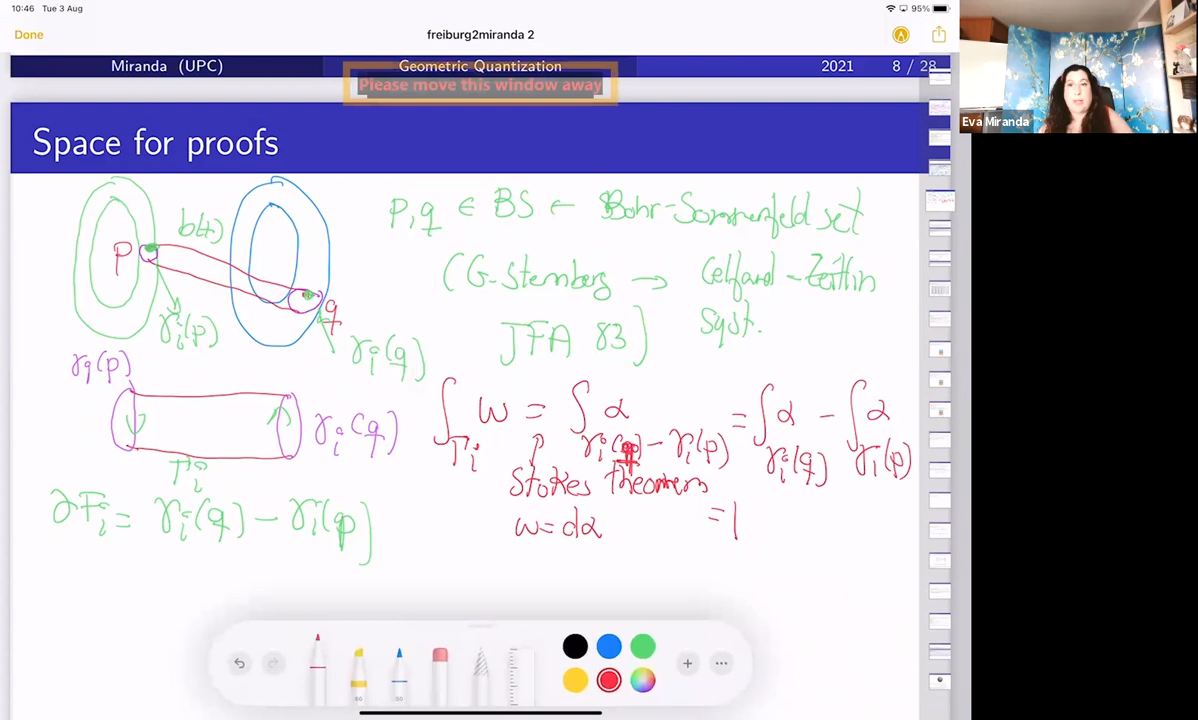 10:46 Tue 3 Aug
95%
Done
freiburg2miranda 2
Miranda (UPC)
Geometric Quantization
2021
8 / 28
Please move this window away
Eva Miranda
Space for proofs
b(t)
P
q
γi(p)
γi(q)
P, q ∈ BS ← Bohr-Sommerfeld set
(G-Sternberg → Gelfand-Zeitlin
JFA 83] syst.
γi(p)
γi(q)
Γi
∫Γi ω = ∫γi(q) - γi(p) α = ∫γi(q) α - ∫γi(p) α
Stokes theorem
ω = dα
=
∂Γi = γi(q) - γi(p)